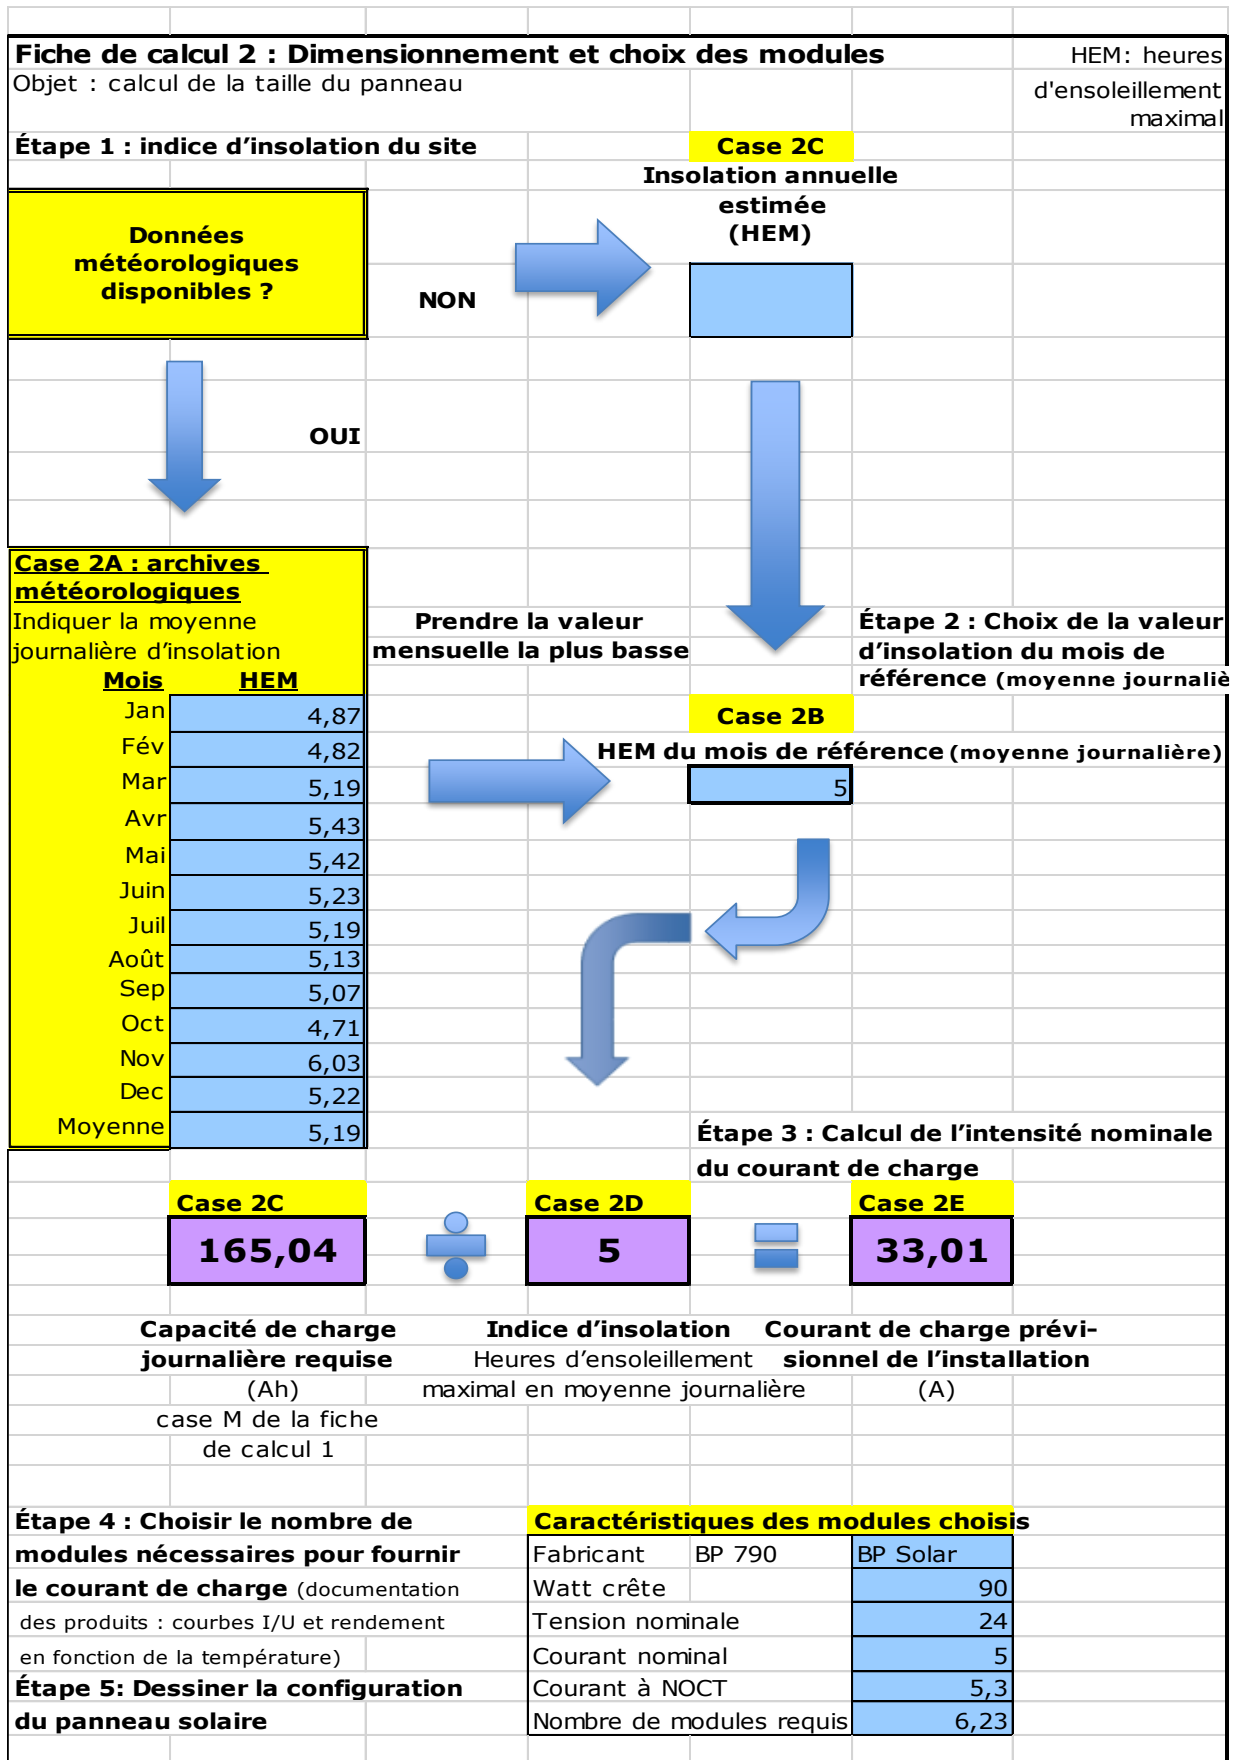 Fiche de calcul 2 : Dimensionnement et choix des modules
HEM: heures
Objet : calcul de la taille du panneau
d'ensoleillement
maximal
Étape 1 : indice d’insolation du site
Case 2C
Insolation annuelle
estimée
(HEM)
Données
météorologiques
disponibles ?
NON
OUI
Case 2A : archives
météorologiques
Indiquer la moyenne
journalière d’insolation
Prendre la valeur
mensuelle la plus basse
Étape 2 : Choix de la valeur
d’insolation du mois de
référence (moyenne journaliè
Mois HEM
Jan 4,87
Fév 4,82
Mar 5,19
Avr 5,43
Mai 5,42
Juin 5,23
Juil 5,19
Août 5,13
Sep 5,07
Oct 4,71
Nov 6,03
Dec 5,22
Moyenne 5,19
Case 2B
HEM du mois de référence (moyenne journalière)
5
Étape 3 : Calcul de l’intensité nominale
du courant de charge
Case 2C Case 2D Case 2E
165,04 5 33,01
Capacité de charge
journalière requise
(Ah)
case M de la fiche
de calcul 1
Indice d’insolation
Heures d’ensoleillement
maximal en moyenne journalière
Courant de charge prévi-
sionnel de l’installation
(A)
Étape 4 : Choisir le nombre de
modules nécessaires pour fournir
le courant de charge (documentation
des produits : courbes I/U et rendement
en fonction de la température)
Étape 5: Dessiner la configuration
du panneau solaire
Caractéristiques des modules choisis
Fabricant BP 790 BP Solar
Watt crête 90
Tension nominale 24
Courant nominal 5
Courant à NOCT 5,3
Nombre de modules requis 6,23